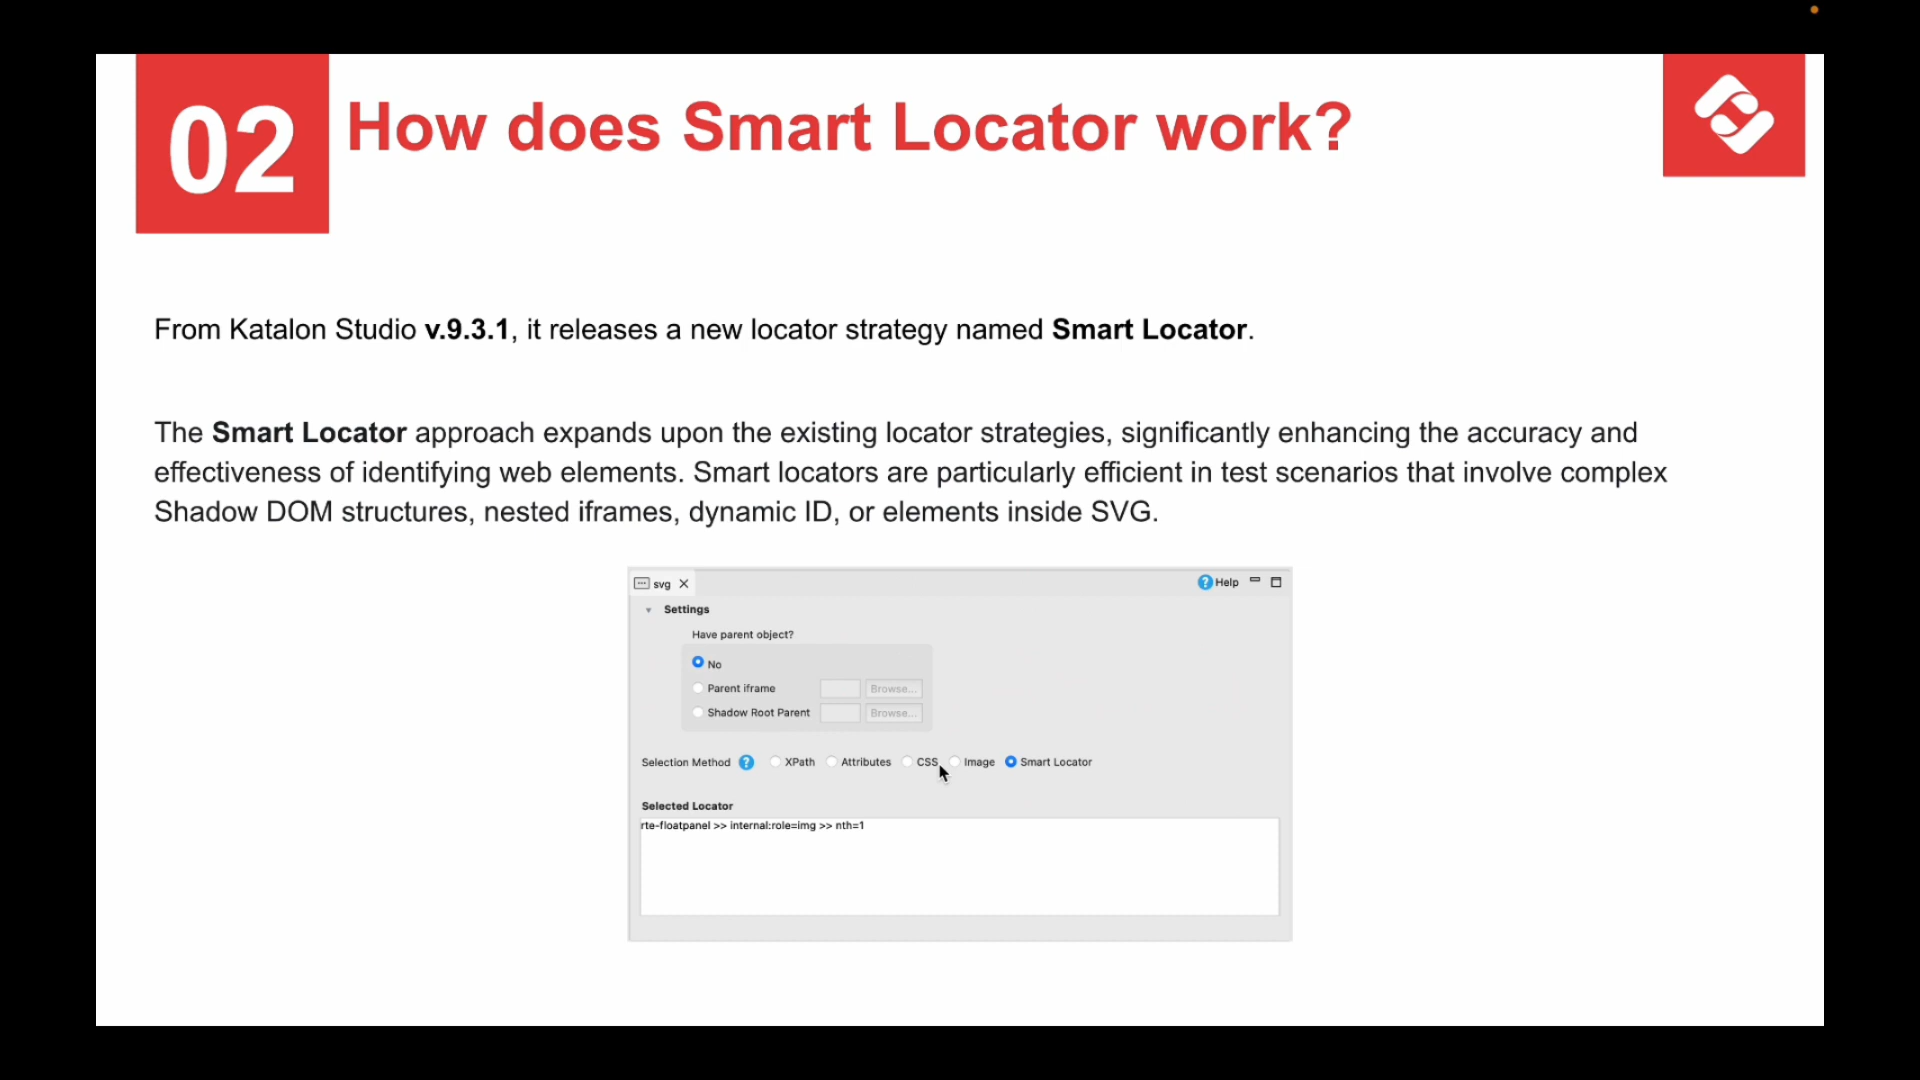 02
How does Smart Locator work?
From Katalon Studio v.9.3.1, it releases a new locator strategy named Smart Locator.
The Smart Locator approach expands upon the existing locator strategies, significantly enhancing the accuracy and
effectiveness of identifying web elements. Smart locators are particularly efficient in test scenarios that involve complex
Shadow DOM structures, nested iframes, dynamic ID, or elements inside SVG.
svg
? Help
Settings
Have parent object?
No
Parent iframe Browse...
Shadow Root Parent Browse...
Selection Method ? XPath Attributes CSS Image Smart Locator
Selected Locator
rte-floatpanel >> internal:role=img >> nth=1